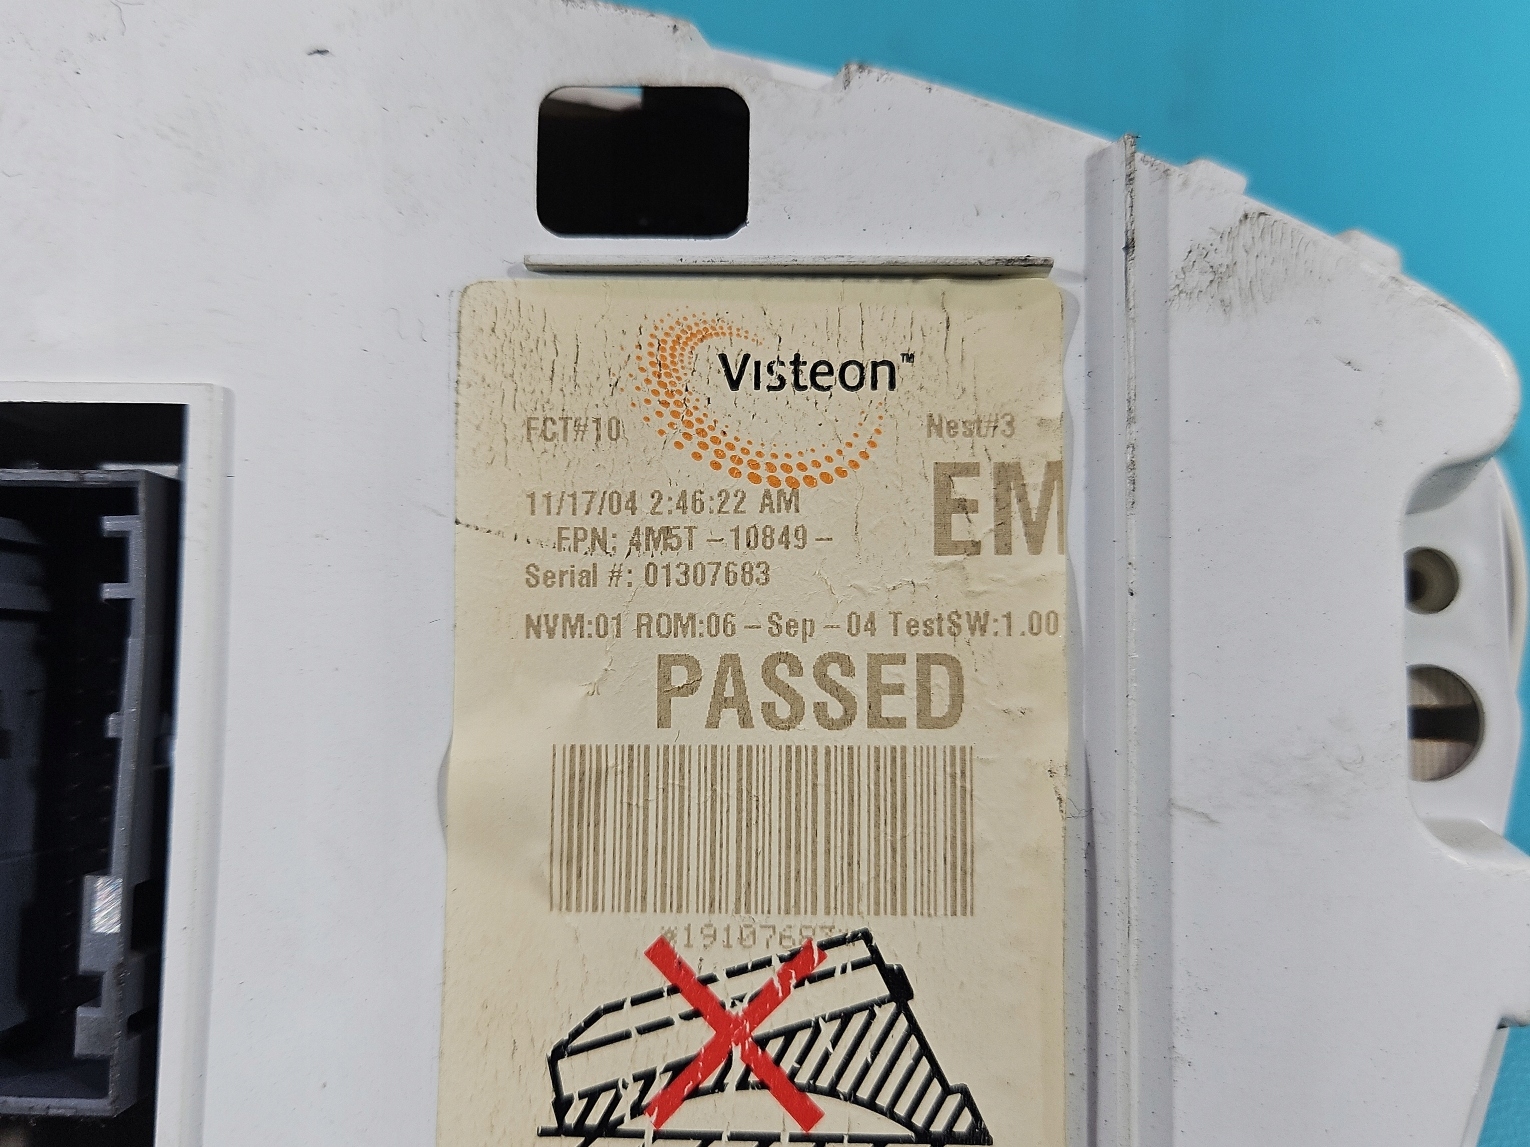 Visteon™
FCT#10 Nest#3
EM
11/17/04 2:46:22 AM
FPN: 4M5T-10849-
Serial #: 01307683
NVM:01 ROM:06-Sep-04 TestSW:1.00
PASSED